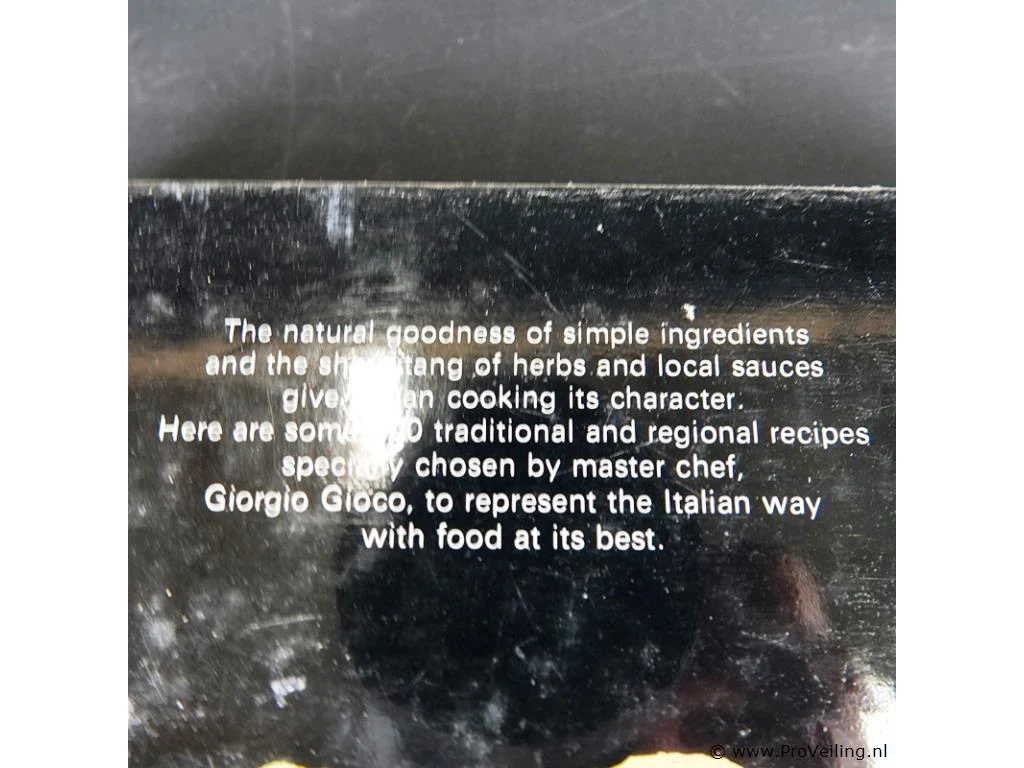 The natural goodness of simple ingredients
and the tang of herbs and local sauces
cooking its character.
Here are some traditional and regional recipes
specially chosen by master chef,
Giorgio Gioco, to represent the Italian way
with food at its best.
© www.ProVeiling.nl